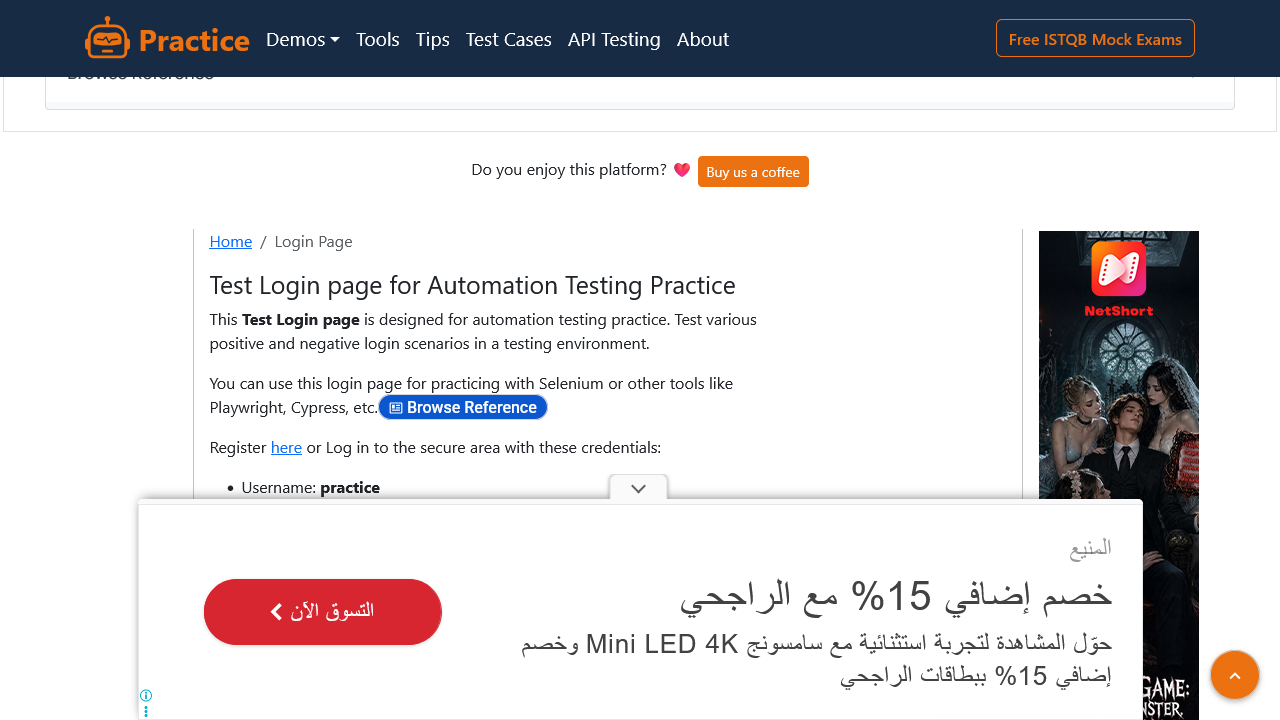 Practice Demos Tools Tips Test Cases API Testing About Free ISTQB Mock Exams
Do you enjoy this platform? Buy us a coffee
Home / Login Page
Test Login page for Automation Testing Practice
This Test Login page is designed for automation testing practice. Test various
positive and negative login scenarios in a testing environment.
You can use this login page for practicing with Selenium or other tools like
Playwright, Cypress, etc. Browse Reference
Register here or Log in to the secure area with these credentials:
• Username: practice
NetShort
المنيع
خصم إضافي 15% مع الراجحي
حوّل المشاهدة لتجربة استثنائية مع سامسونج Mini LED 4K وخصم
إضافي 15% ببطاقات الراجحي
التسوق الآن
GAME: